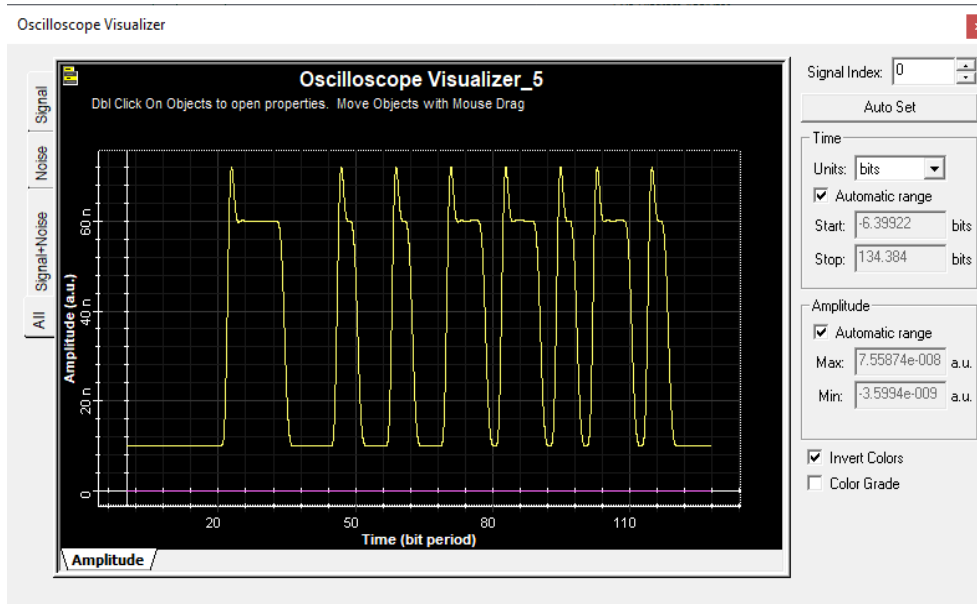 Oscilloscope Visualizer
Signal
Noise
Signal+Noise
All
Oscilloscope Visualizer_5
Dbl Click On Objects to open properties.  Move Objects with Mouse Drag
Amplitude (a.u.)
60 n
40 n
20 n
0
20 50 80 110
Time (bit period)
Amplitude
Signal Index: 0
Auto Set
Time
Units: bits
Automatic range
Start: -6.39922 bits
Stop: 134.384 bits
Amplitude
Automatic range
Max: 7.55874e-008 a.u.
Min: -3.5994e-009 a.u.
Invert Colors
Color Grade